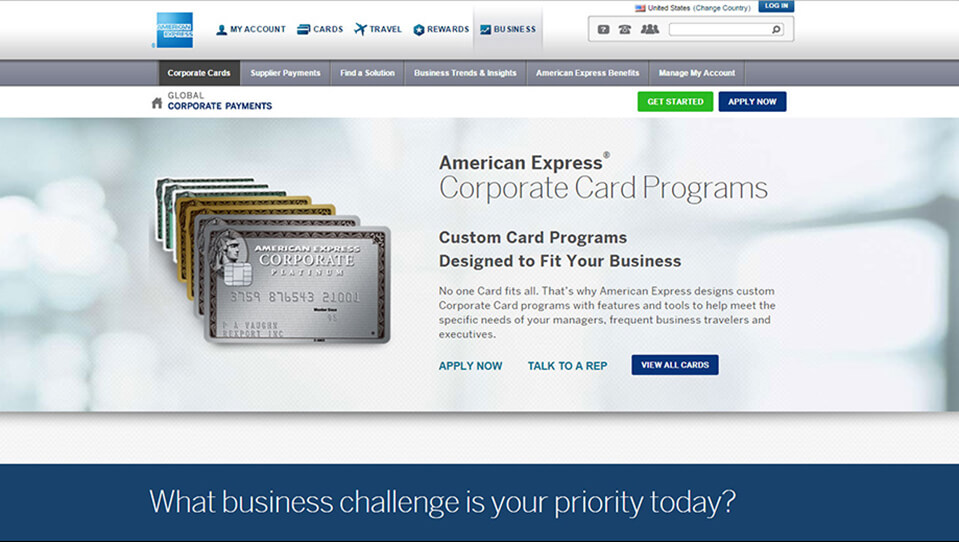 United States (Change Country)
LOG IN
AMERICAN EXPRESS
MY ACCOUNT
CARDS
TRAVEL
REWARDS
BUSINESS
Corporate Cards
Supplier Payments
Find a Solution
Business Trends & Insights
American Express Benefits
Manage My Account
GLOBAL
CORPORATE PAYMENTS
GET STARTED
APPLY NOW
American Express®
Corporate Card Programs
AMERICAN EXPRESS
CORPORATE
PLATINUM
3759 876543 21001
Member Since
Custom Card Programs
Designed to Fit Your Business
No one Card fits all. That's why American Express designs custom
Corporate Card programs with features and tools to help meet the
specific needs of your managers, frequent business travelers and
executives.
APPLY NOW
TALK TO A REP
VIEW ALL CARDS
What business challenge is your priority today?